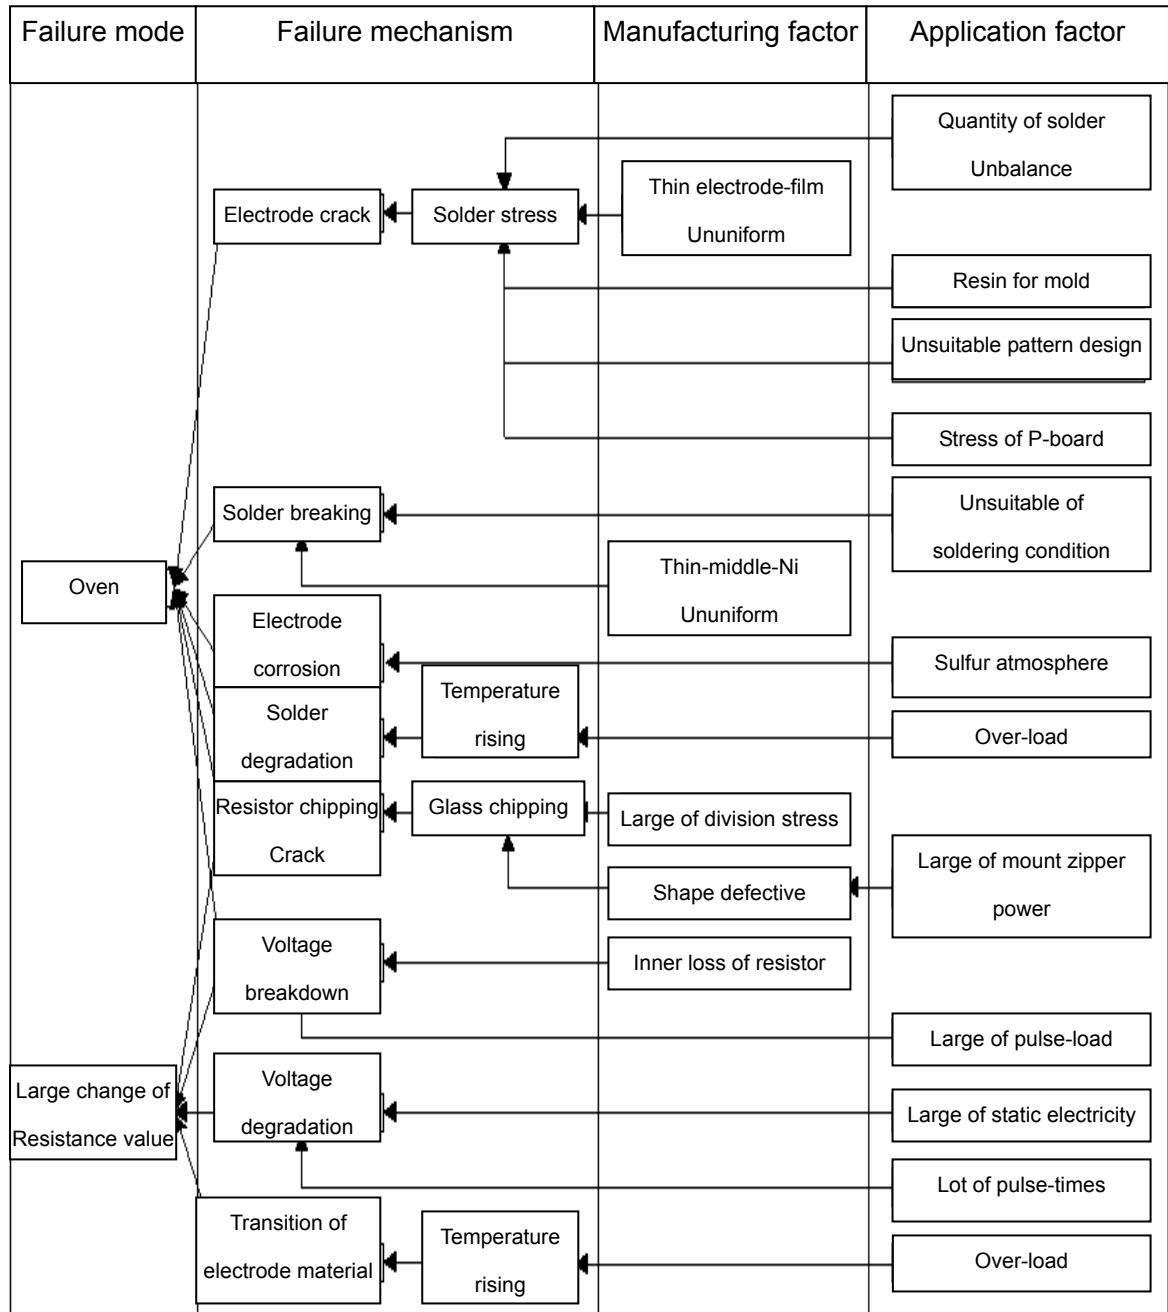 Failure mode
Failure mechanism
Manufacturing factor
Application factor
Quantity of solder
Unbalance
Thin electrode-film
Ununiform
Electrode crack
Solder stress
Resin for mold
Unsuitable pattern design
Stress of P-board
Solder breaking
Unsuitable of
soldering condition
Thin-middle-Ni
Ununiform
Oven
Electrode
corrosion
Sulfur atmosphere
Temperature
rising
Solder
degradation
Over-load
Resistor chipping
Crack
Glass chipping
Large of division stress
Shape defective
Large of mount zipper
power
Voltage
breakdown
Inner loss of resistor
Large of pulse-load
Large change of
Resistance value
Voltage
degradation
Large of static electricity
Lot of pulse-times
Transition of
electrode material
Temperature
rising
Over-load